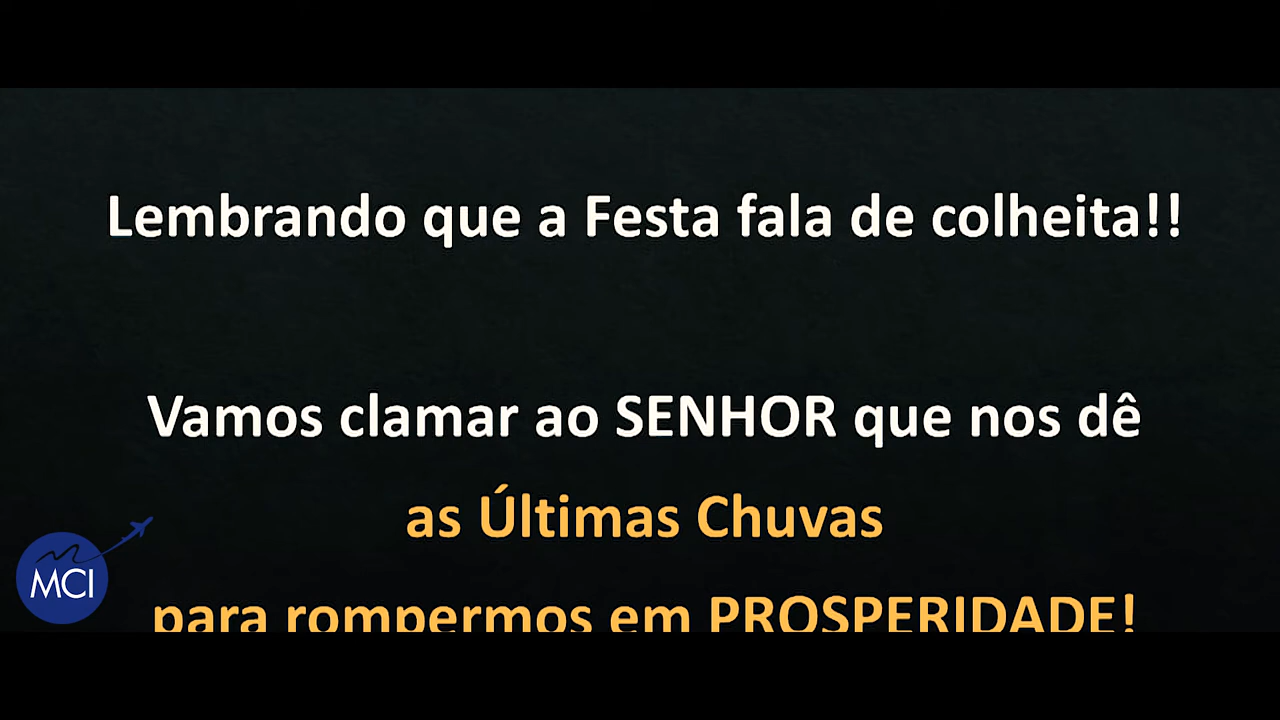 Lembrando que a Festa fala de colheita!!
Vamos clamar ao SENHOR que nos dê
as Últimas Chuvas
para rompermos em PROSPERIDADE!
MCI